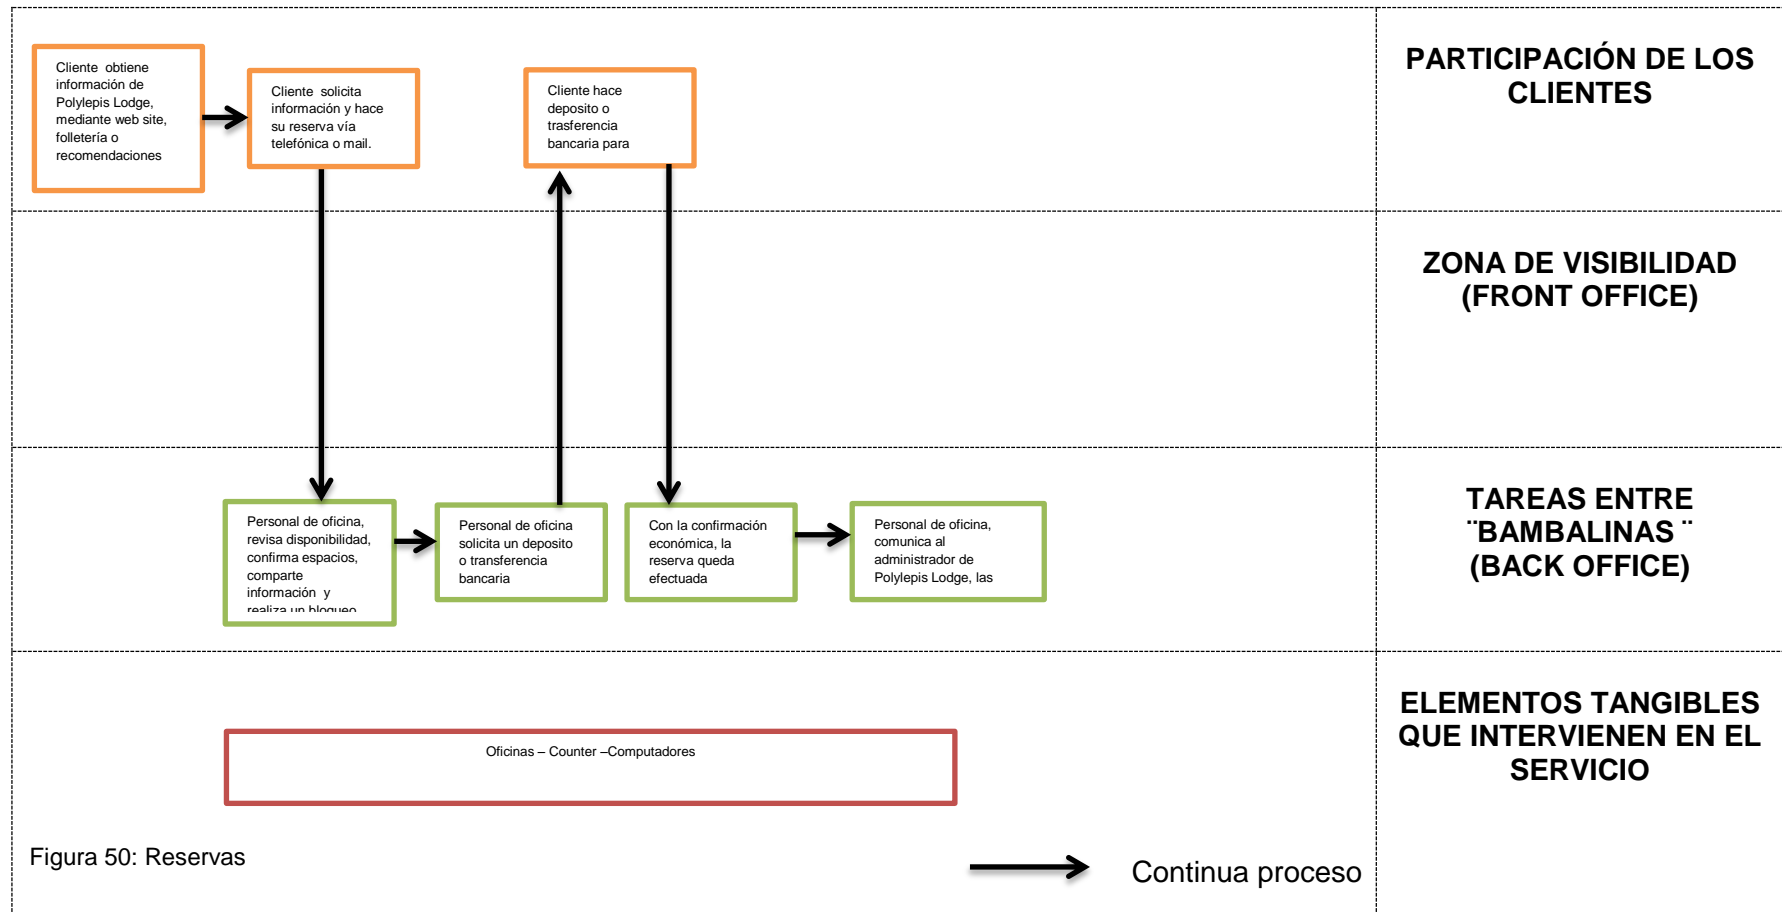 Cliente obtiene
información de
Polylepis Lodge,
mediante web site,
folletería o
recomendaciones
Cliente solicita
información y hace
su reserva vía
telefónica o mail.
Cliente hace
deposito o
trasferencia
bancaria para
PARTICIPACIÓN DE LOS
CLIENTES
ZONA DE VISIBILIDAD
(FRONT OFFICE)
Personal de oficina,
revisa disponibilidad,
confirma espacios,
comparte
información y
realiza un bloqueo
Personal de oficina
solicita un deposito
o transferencia
bancaria
Con la confirmación
económica, la
reserva queda
efectuada
Personal de oficina,
comunica al
administrador de
Polylepis Lodge, las
TAREAS ENTRE
¨BAMBALINAS ¨
(BACK OFFICE)
Oficinas – Counter –Computadores
ELEMENTOS TANGIBLES
QUE INTERVIENEN EN EL
SERVICIO
Figura 50: Reservas
Continua proceso